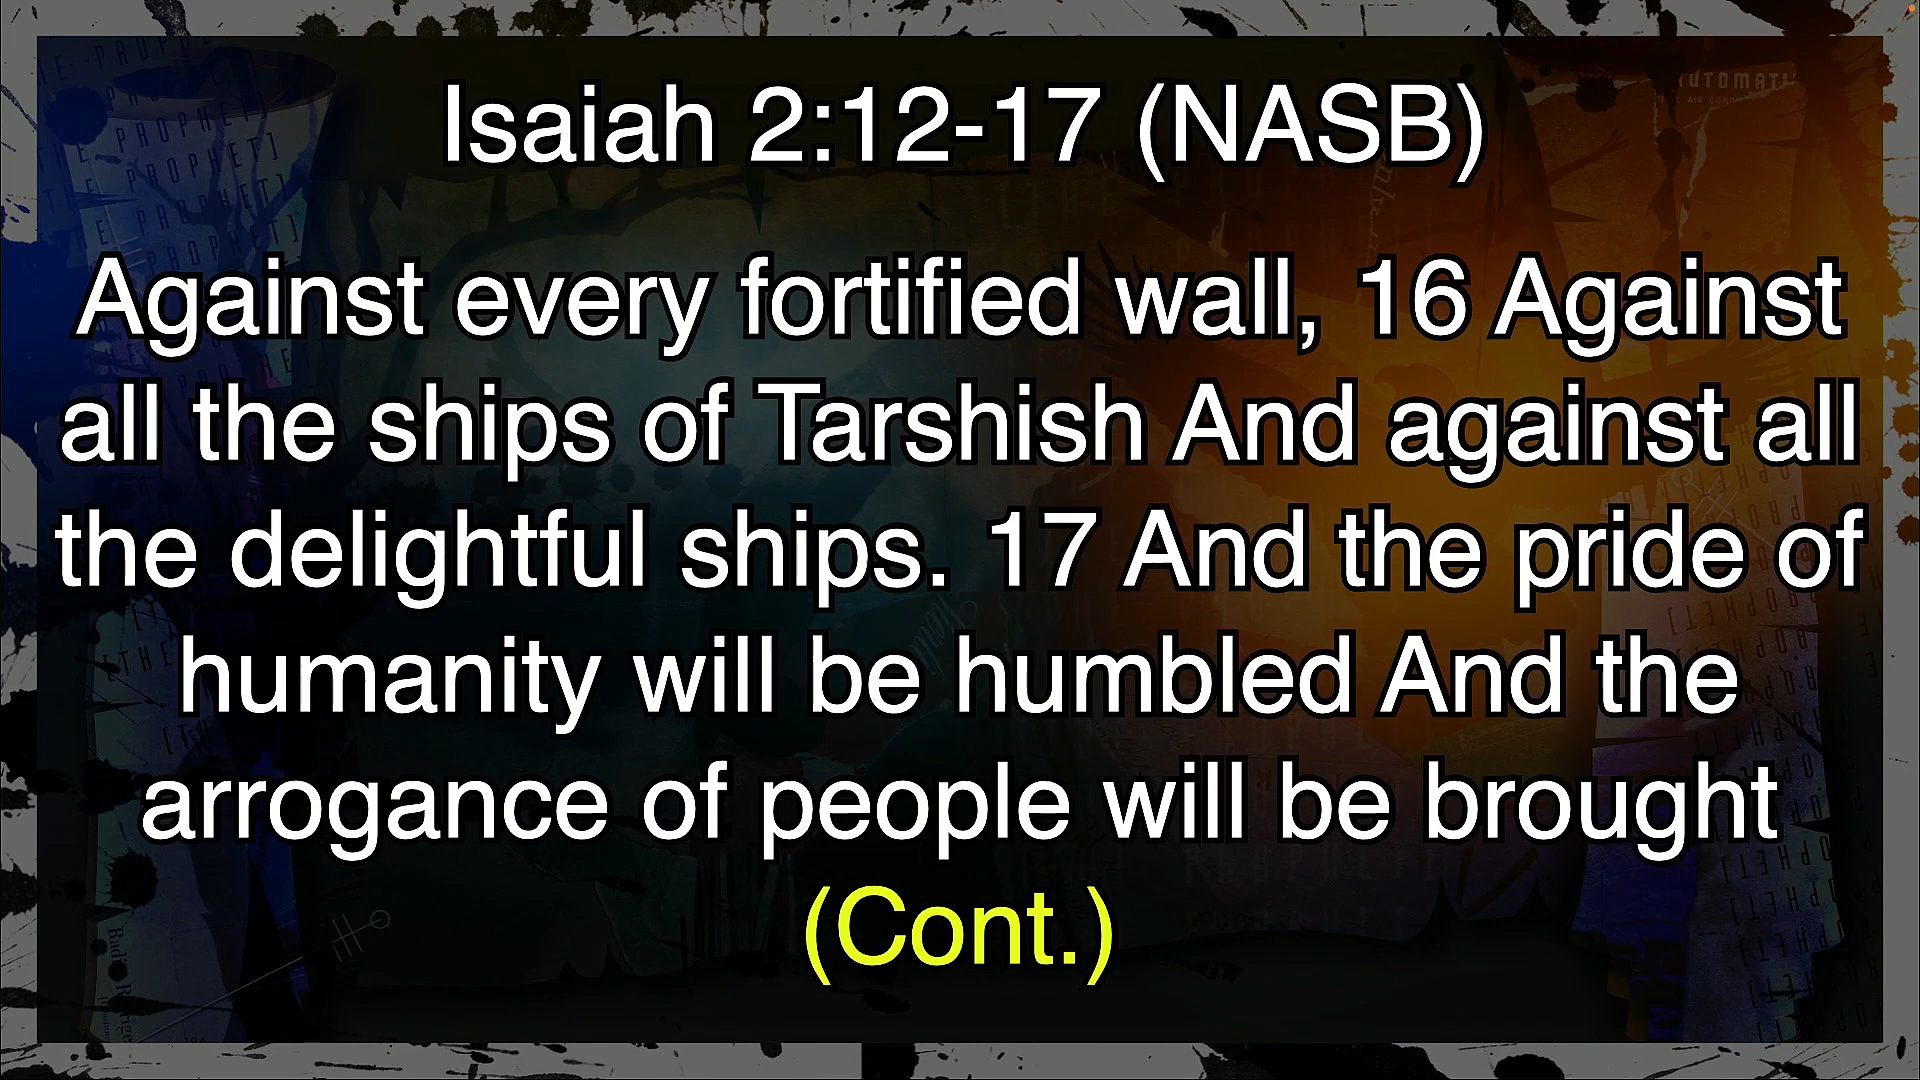 Isaiah 2:12-17 (NASB)
Against every fortified wall, 16 Against
all the ships of Tarshish And against all
the delightful ships. 17 And the pride of
humanity will be humbled And the
arrogance of people will be brought
(Cont.)